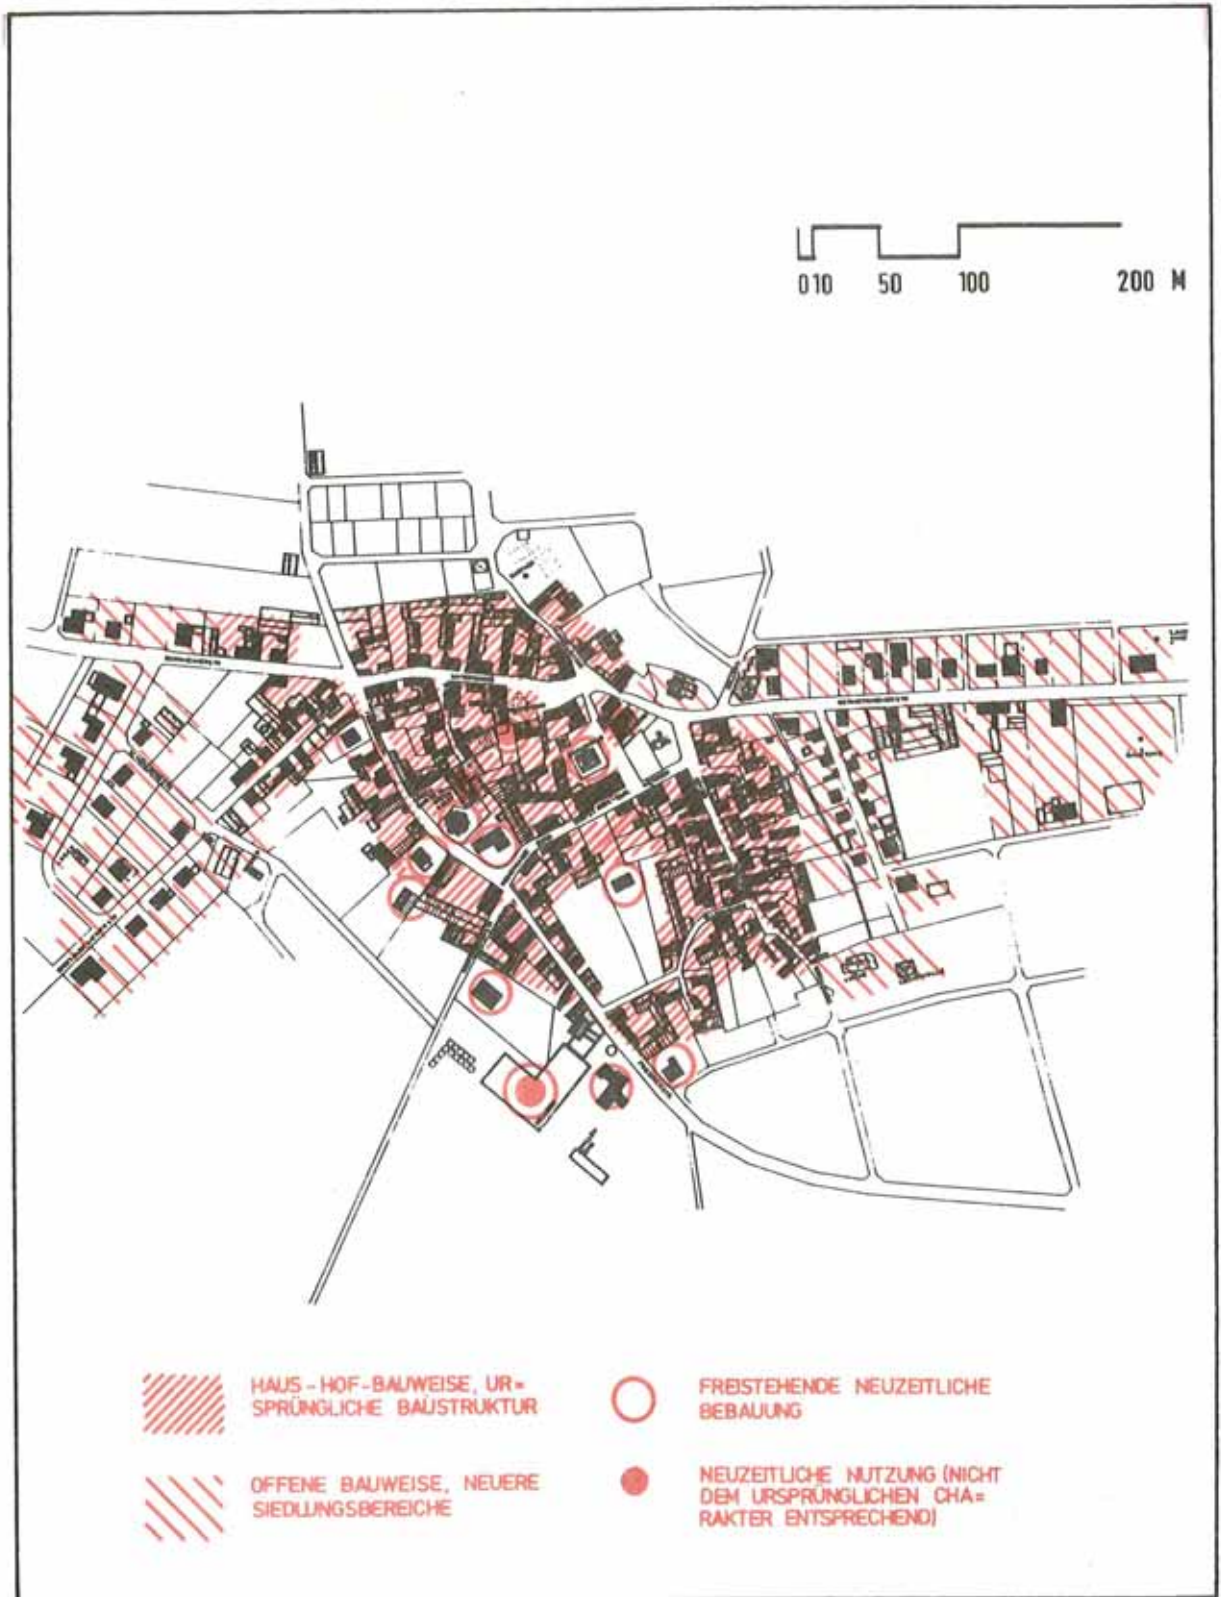 0 10 50 100 200 M
HAUS-HOF-BAUWEISE, UR=
SPRÜNGLICHE BAUSTRUKTUR
FREISTEHENDE NEUZEITLICHE
BEBAUUNG
OFFENE BAUWEISE, NEUERE
SIEDLUNGSBEREICHE
NEUZEITLICHE NUTZUNG (NICHT
DEM URSPRÜNGLICHEN CHA=
RAKTER ENTSPRECHEND)